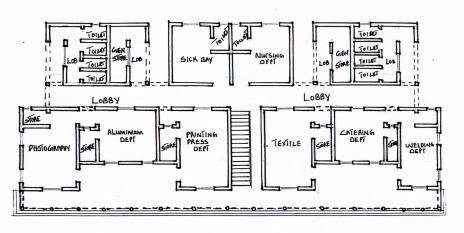 TOILET
TOILET
TOILET
TOILET
LOB
GEN STORE
LOB
SICK BAY
TOILET
TOILET
NURSING DEPT
LOB
GEN STORE
TOILET
TOILET
TOILET
TOILET
LOB
LOBBY
LOBBY
STORE
PHOTOGRAPHY
STORE
ALUMINIUM DEPT
STORE
PRINTING PRESS DEPT
TEXTILE
STORE
CATERING DEPT
STORE
WELDING DEPT